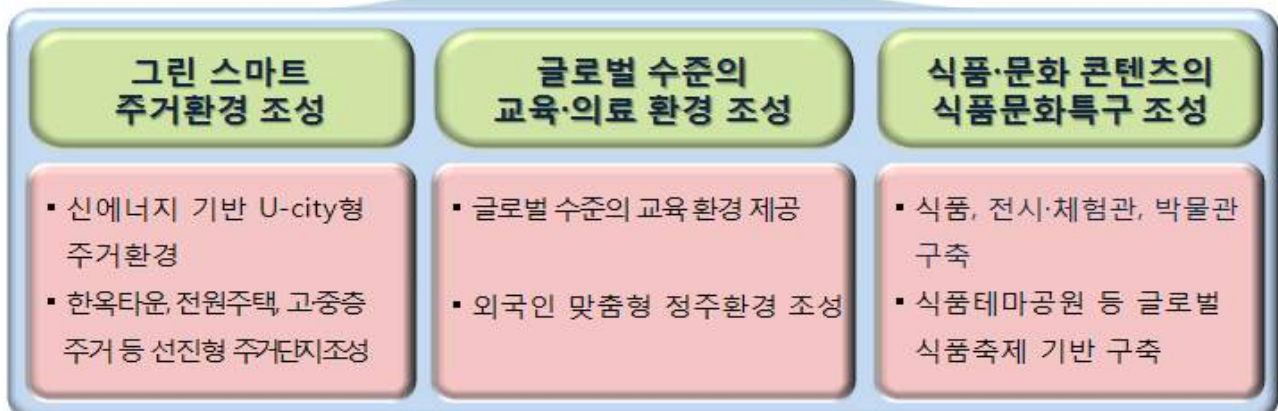 그린 스마트
주거환경 조성
▪ 신에너지 기반 U-city형
주거환경
▪ 한옥타운, 전원주택, 고·중층
주거 등 선진형 주거단지조성
글로벌 수준의
교육·의료 환경 조성
▪ 글로벌 수준의 교육 환경 제공
▪ 외국인 맞춤형 정주환경 조성
식품·문화 콘텐츠의
식품문화특구 조성
▪ 식품, 전시·체험관, 박물관
구축
▪ 식품테마공원 등 글로벌
식품축제 기반 구축